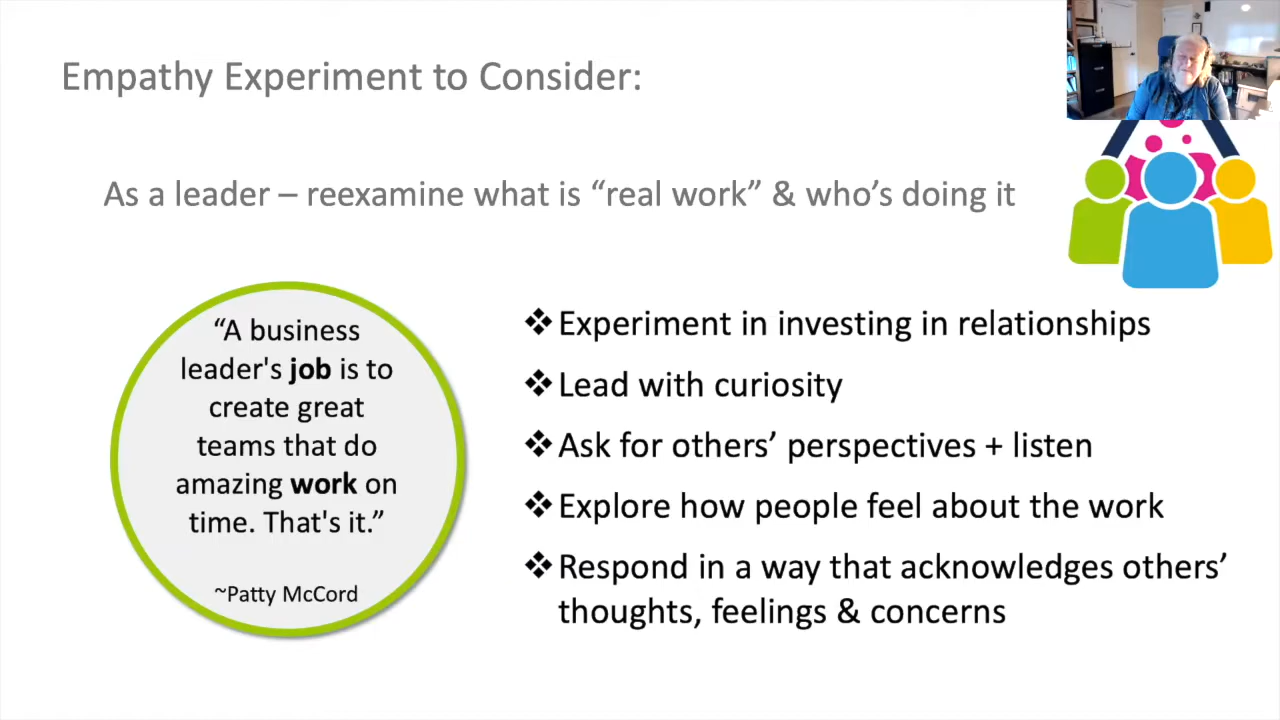 Empathy Experiment to Consider:
As a leader – reexamine what is “real work” & who’s doing it
“A business
leader's job is to
create great
teams that do
amazing work on
time. That's it.”
~Patty McCord
❖Experiment in investing in relationships
❖Lead with curiosity
❖Ask for others’ perspectives + listen
❖Explore how people feel about the work
❖Respond in a way that acknowledges others’
thoughts, feelings & concerns